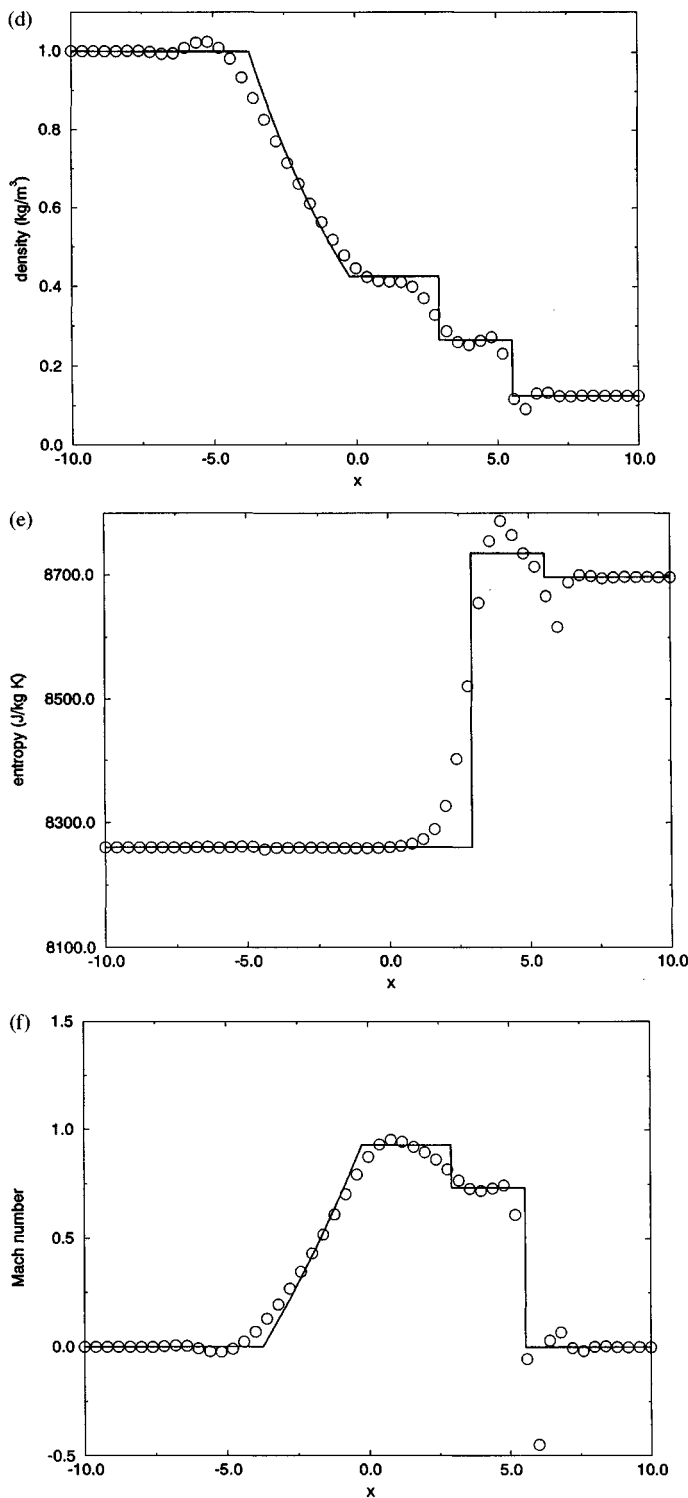 (d)
1.0
0.8
0.6
0.4
0.2
0.0
density (kg/m³)
-10.0 -5.0 0.0 5.0 10.0
x
(e)
8700.0
8500.0
8300.0
8100.0
entropy (J/kg K)
-10.0 -5.0 0.0 5.0 10.0
x
(f)
1.5
1.0
0.5
0.0
-0.5
Mach number
-10.0 -5.0 0.0 5.0 10.0
x